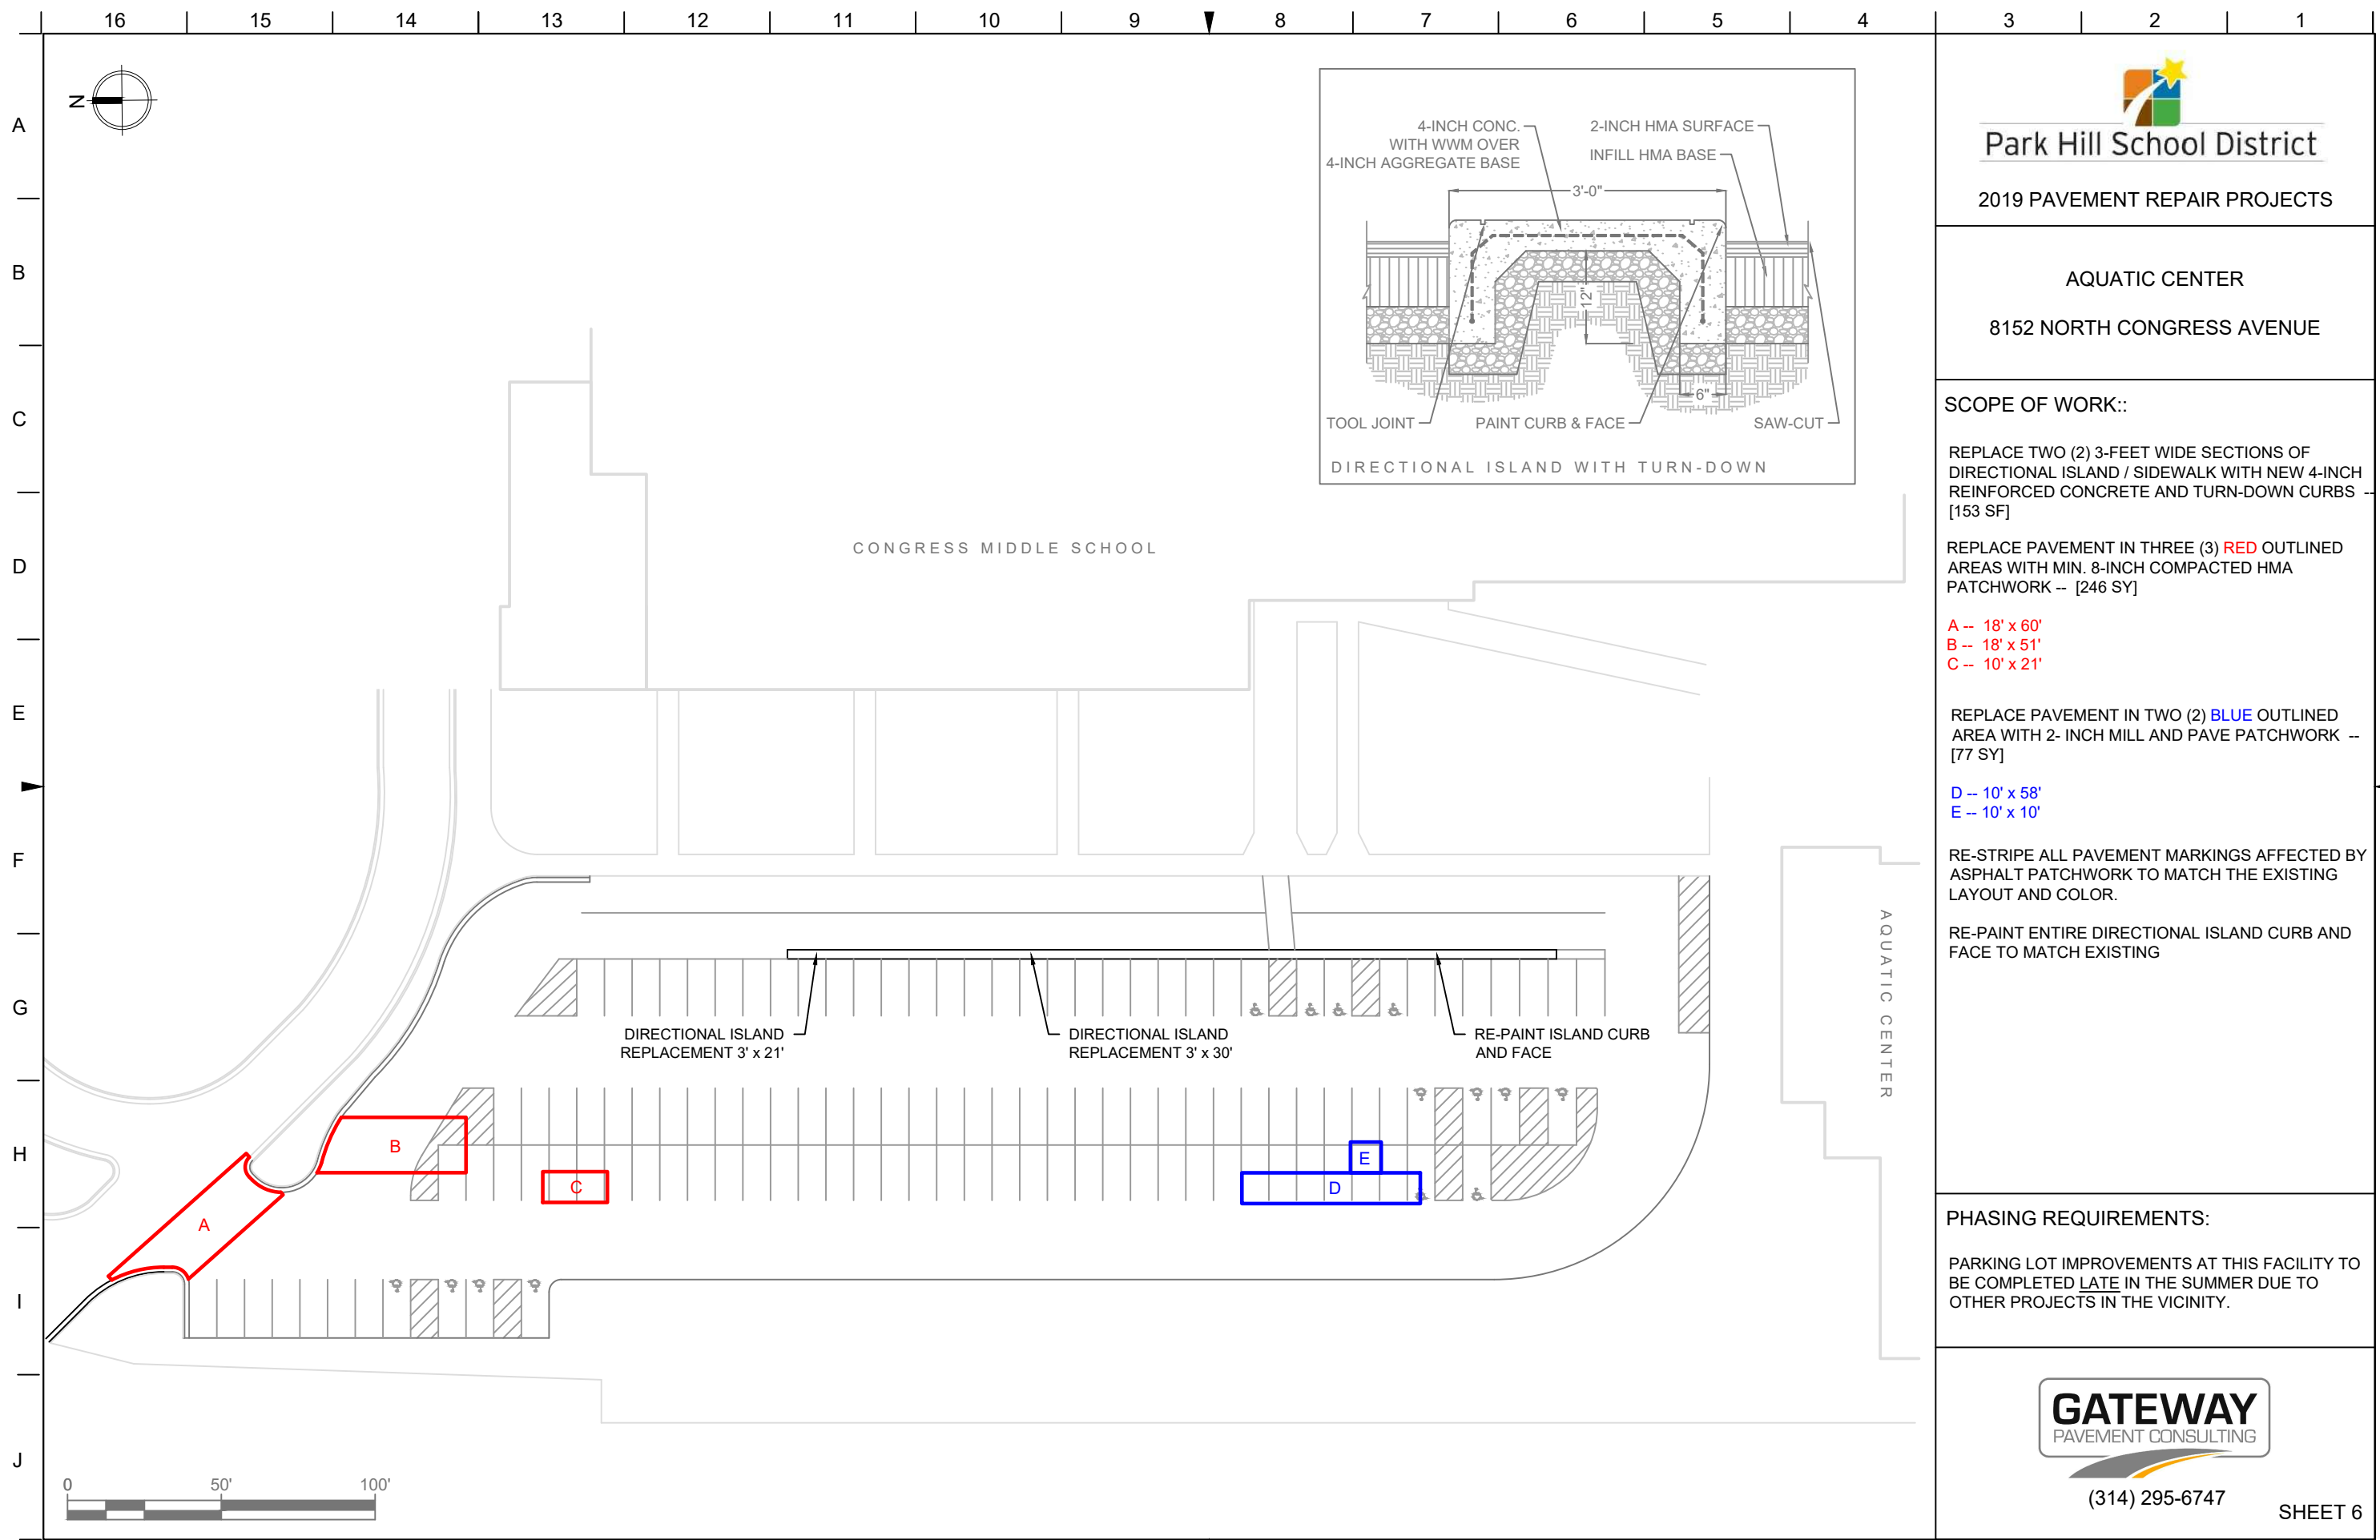 16 15 14 13 12 11 10 9 8 7 6 5 4 3 2 1
A
B
C
D
E
F
G
H
I
J
N
4-INCH CONC.
WITH WWM OVER
4-INCH AGGREGATE BASE
2-INCH HMA SURFACE
INFILL HMA BASE
3'-0"
12"
6"
TOOL JOINT
PAINT CURB & FACE
SAW-CUT
DIRECTIONAL ISLAND WITH TURN-DOWN
CONGRESS MIDDLE SCHOOL
AQUATIC CENTER
DIRECTIONAL ISLAND
REPLACEMENT 3' x 21'
DIRECTIONAL ISLAND
REPLACEMENT 3' x 30'
RE-PAINT ISLAND CURB
AND FACE
B
E
C
D
A
0 50' 100'
Park Hill School District
2019 PAVEMENT REPAIR PROJECTS
AQUATIC CENTER
8152 NORTH CONGRESS AVENUE
SCOPE OF WORK::
REPLACE TWO (2) 3-FEET WIDE SECTIONS OF
DIRECTIONAL ISLAND / SIDEWALK WITH NEW 4-INCH
REINFORCED CONCRETE AND TURN-DOWN CURBS --
[153 SF]
REPLACE PAVEMENT IN THREE (3) RED OUTLINED
AREAS WITH MIN. 8-INCH COMPACTED HMA
PATCHWORK -- [246 SY]
A -- 18' x 60'
B -- 18' x 51'
C -- 10' x 21'
REPLACE PAVEMENT IN TWO (2) BLUE OUTLINED
AREA WITH 2- INCH MILL AND PAVE PATCHWORK --
[77 SY]
D -- 10' x 58'
E -- 10' x 10'
RE-STRIPE ALL PAVEMENT MARKINGS AFFECTED BY
ASPHALT PATCHWORK TO MATCH THE EXISTING
LAYOUT AND COLOR.
RE-PAINT ENTIRE DIRECTIONAL ISLAND CURB AND
FACE TO MATCH EXISTING
PHASING REQUIREMENTS:
PARKING LOT IMPROVEMENTS AT THIS FACILITY TO
BE COMPLETED LATE IN THE SUMMER DUE TO
OTHER PROJECTS IN THE VICINITY.
GATEWAY
PAVEMENT CONSULTING
(314) 295-6747
SHEET 6